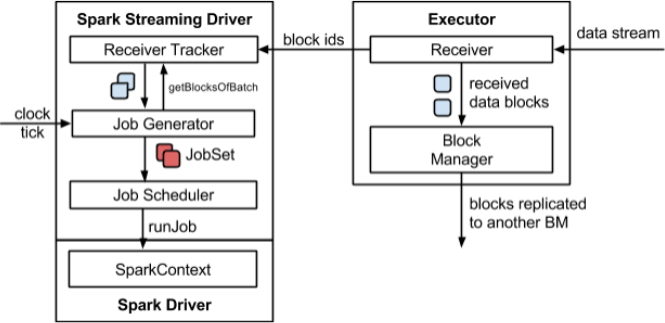 Spark Streaming Driver
Receiver Tracker
getBlocksOfBatch
clock
tick
Job Generator
JobSet
Job Scheduler
runJob
SparkContext
Spark Driver
block ids
Executor
Receiver
data stream
received
data blocks
Block
Manager
blocks replicated
to another BM